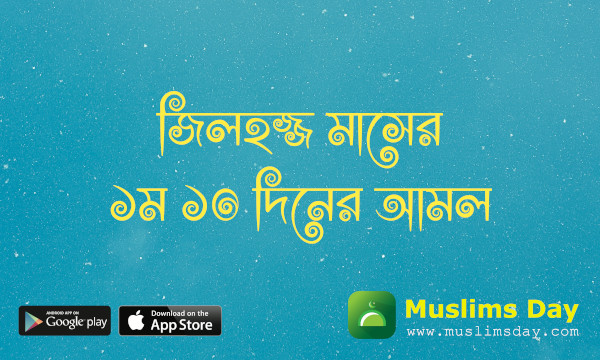 জিলহজ্জ মাসের
১ম ১০ দিনের আমল
ANDROID APP ON
Google play
Download on the
App Store
Muslims Day
www.muslimsday.com